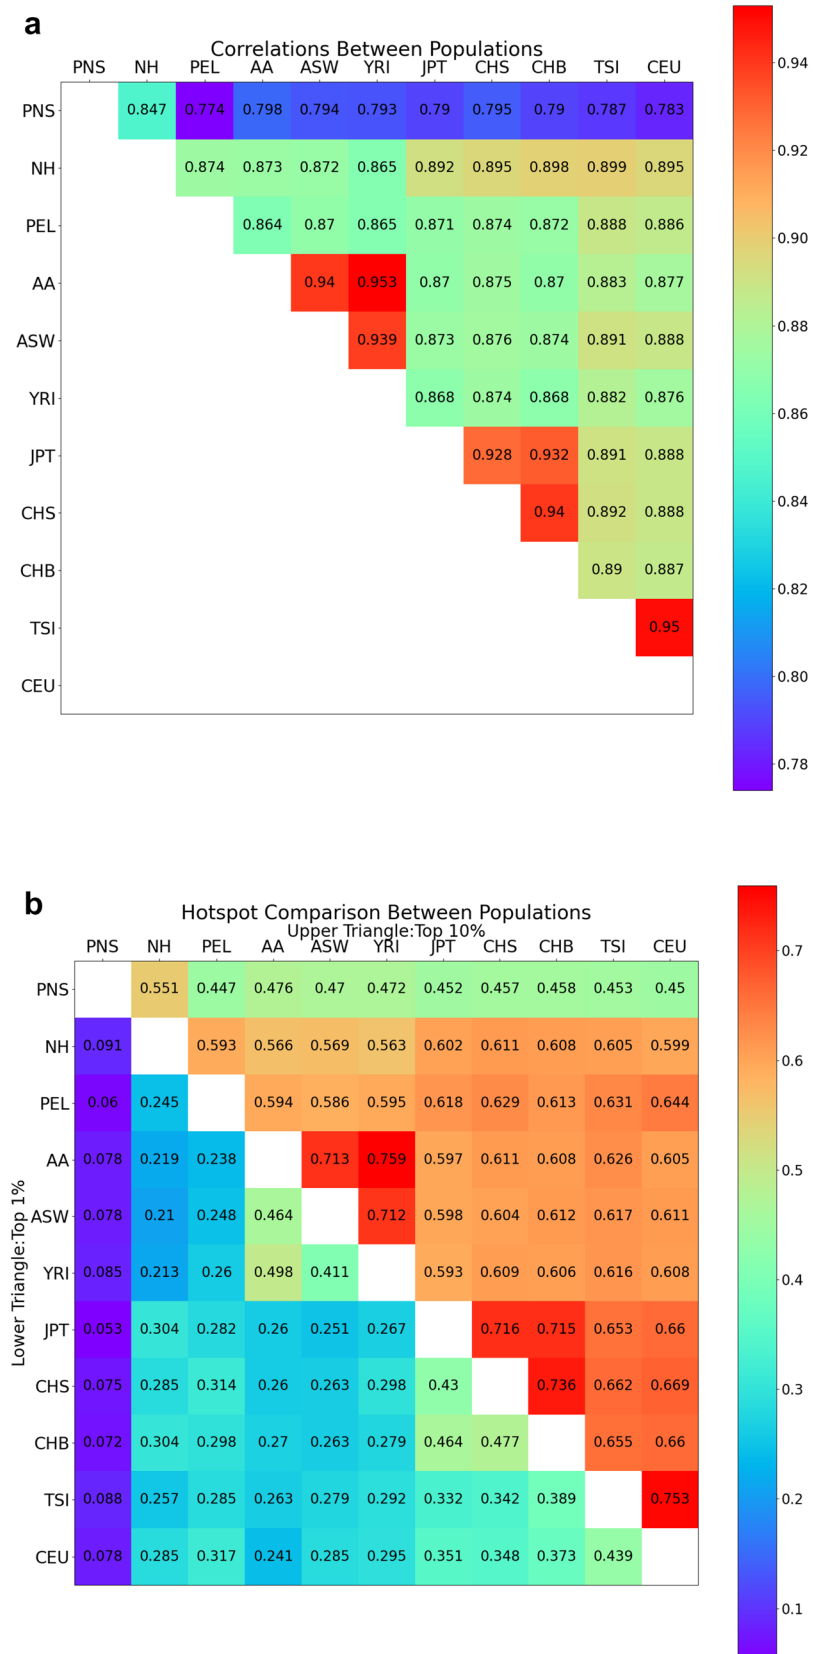 a
Correlations Between Populations
PNS NH PEL AA ASW YRI JPT CHS CHB TSI CEU
PNS 0.847 0.774 0.798 0.794 0.793 0.79 0.795 0.79 0.787 0.783
NH 0.874 0.873 0.872 0.865 0.892 0.895 0.898 0.899 0.895
PEL 0.864 0.87 0.865 0.871 0.874 0.872 0.888 0.886
AA 0.94 0.953 0.87 0.875 0.87 0.883 0.877
ASW 0.939 0.873 0.876 0.874 0.891 0.888
YRI 0.868 0.874 0.868 0.882 0.876
JPT 0.928 0.932 0.891 0.888
CHS 0.94 0.892 0.888
CHB 0.89 0.887
TSI 0.95
CEU
0.94
0.92
0.90
0.88
0.86
0.84
0.82
0.80
0.78
b
Hotspot Comparison Between Populations
Upper Triangle:Top 10%
PNS NH PEL AA ASW YRI JPT CHS CHB TSI CEU
Lower Triangle:Top 1%
PNS 0.551 0.447 0.476 0.47 0.472 0.452 0.457 0.458 0.453 0.45
NH 0.091 0.593 0.566 0.569 0.563 0.602 0.611 0.608 0.605 0.599
PEL 0.06 0.245 0.594 0.586 0.595 0.618 0.629 0.613 0.631 0.644
AA 0.078 0.219 0.238 0.713 0.759 0.597 0.611 0.608 0.626 0.605
ASW 0.078 0.21 0.248 0.464 0.712 0.598 0.604 0.612 0.617 0.611
YRI 0.085 0.213 0.26 0.498 0.411 0.593 0.609 0.606 0.616 0.608
JPT 0.053 0.304 0.282 0.26 0.251 0.267 0.716 0.715 0.653 0.66
CHS 0.075 0.285 0.314 0.26 0.263 0.298 0.43 0.736 0.662 0.669
CHB 0.072 0.304 0.298 0.27 0.263 0.279 0.464 0.477 0.655 0.66
TSI 0.088 0.257 0.285 0.263 0.279 0.292 0.332 0.342 0.389 0.753
CEU 0.078 0.285 0.317 0.241 0.285 0.295 0.351 0.348 0.373 0.439
0.7
0.6
0.5
0.4
0.3
0.2
0.1